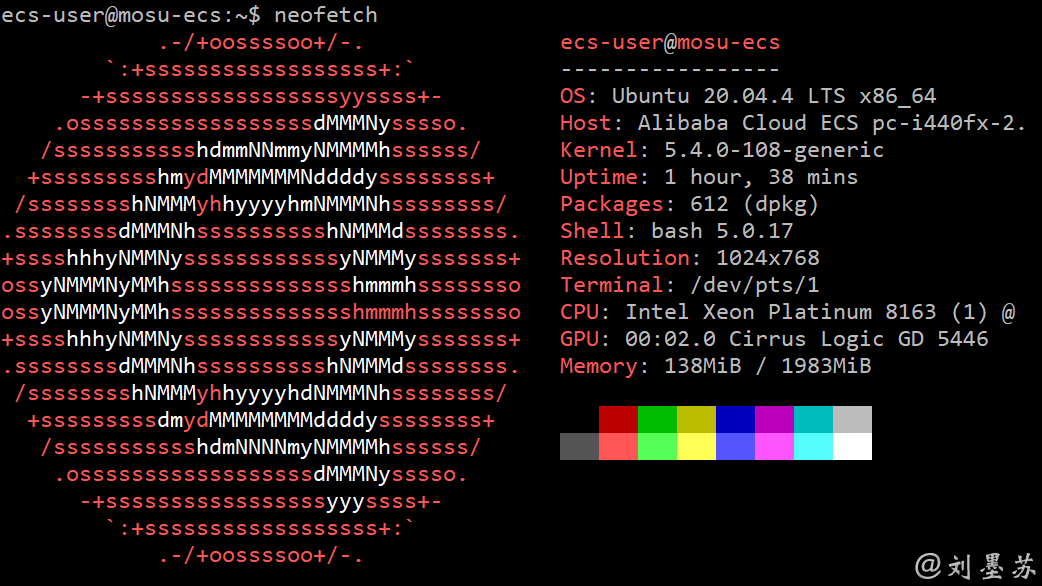 ecs-user@mosu-ecs:~$ neofetch
            .-/+oossssoo+/-.               ecs-user@mosu-ecs
        `:+ssssssssssssssssss+:`           -----------------
      -+ssssssssssssssssssyyssss+-         OS: Ubuntu 20.04.4 LTS x86_64
    .ossssssssssssssssssdMMMNysssso.       Host: Alibaba Cloud ECS pc-i440fx-2.
   /ssssssssssshdmmNNmmyNMMMMhssssss/      Kernel: 5.4.0-108-generic
  +ssssssssshmydMMMMMMMNddddyssssssss+     Uptime: 1 hour, 38 mins
 /sssssssshNMMMyhhyyyyhmNMMMNhssssssss/    Packages: 612 (dpkg)
.ssssssssdMMMNhsssssssssshNMMMdssssssss.   Shell: bash 5.0.17
+sssshhhyNMMNyssssssssssssyNMMMysssssss+   Resolution: 1024x768
ossyNMMMNyMMhsssssssssssssshmmmhssssssso   Terminal: /dev/pts/1
ossyNMMMNyMMhsssssssssssssshmmmhssssssso   CPU: Intel Xeon Platinum 8163 (1) @
+sssshhhyNMMNyssssssssssssyNMMMysssssss+   GPU: 00:02.0 Cirrus Logic GD 5446
.ssssssssdMMMNhsssssssssshNMMMdssssssss.   Memory: 138MiB / 1983MiB
 /sssssssshNMMMyhhyyyyhdNMMMNhssssssss/
  +sssssssssdmydMMMMMMMMddddyssssssss+
   /ssssssssssshdmNNNNmyNMMMMhssssss/
    .ossssssssssssssssssdMMMNysssso.
      -+sssssssssssssssssyyyssss+-
        `:+ssssssssssssssssss+:`
            .-/+oossssoo+/-.
@刘墨苏